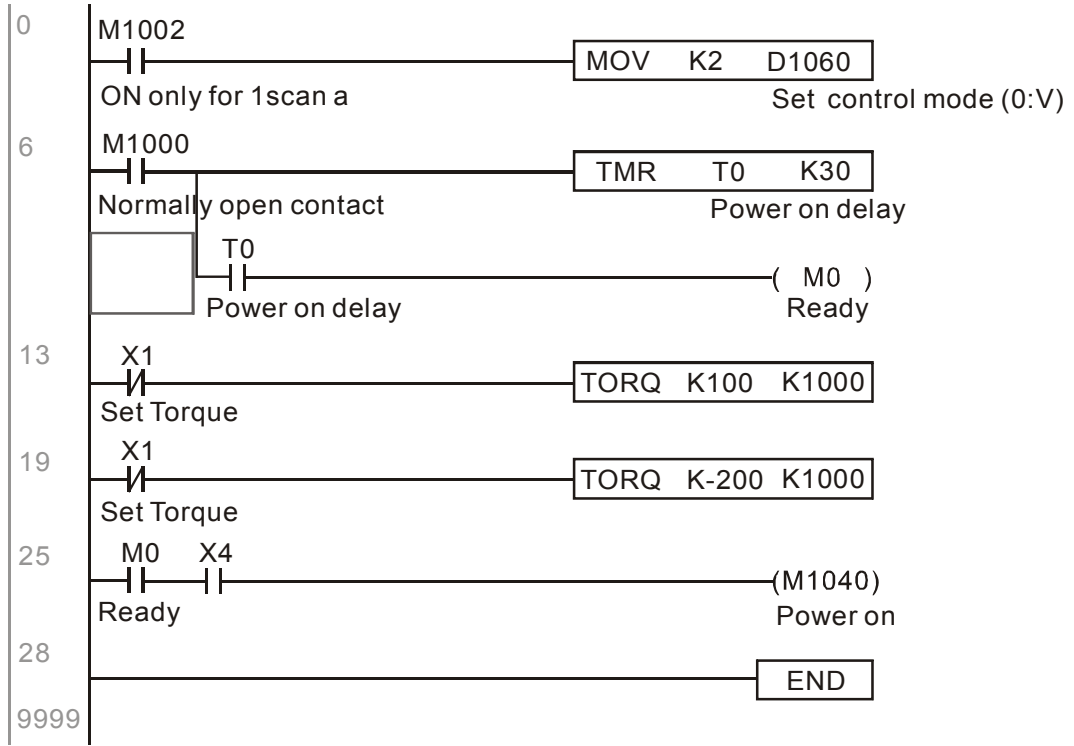 0
M1002
MOV K2 D1060
ON only for 1scan a
Set control mode (0:V)
6
M1000
TMR T0 K30
Normally open contact
Power on delay
T0
( M0 )
Power on delay
Ready
13
X1
TORQ K100 K1000
Set Torque
19
X1
TORQ K-200 K1000
Set Torque
25
M0 X4
(M1040)
Ready
Power on
28
END
9999